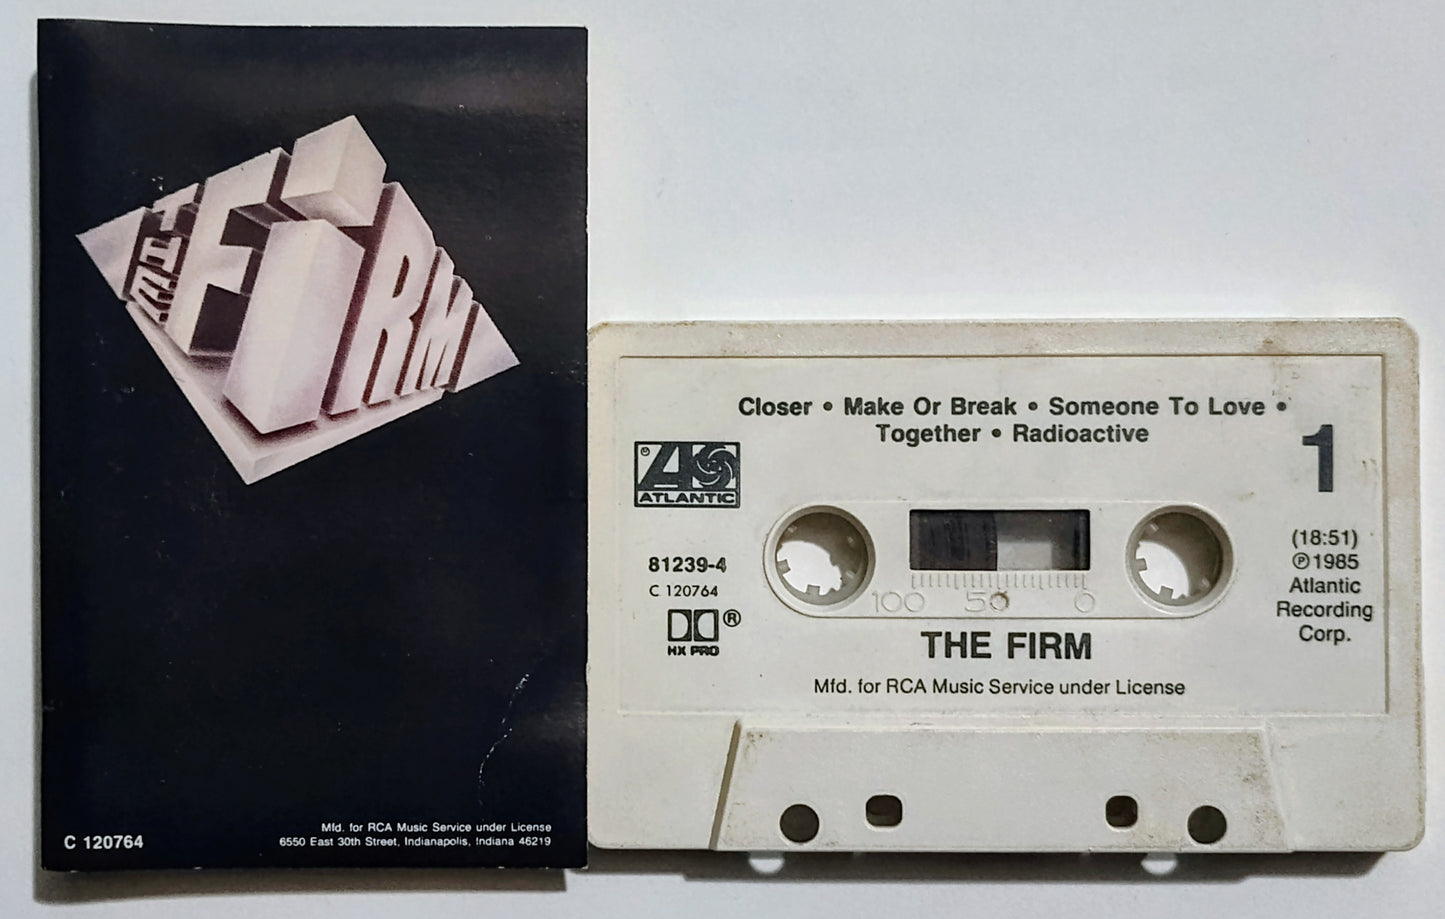 THE FiRM
C 120764
Mfd. for RCA Music Service under License
6550 East 30th Street, Indianapolis, Indiana 46219
Closer • Make Or Break • Someone To Love •
Together • Radioactive
1
ATLANTIC
81239-4
C 120764
HX PRO
(18:51)
℗1985
Atlantic
Recording
Corp.
100 50 0
THE FIRM
Mfd. for RCA Music Service under License